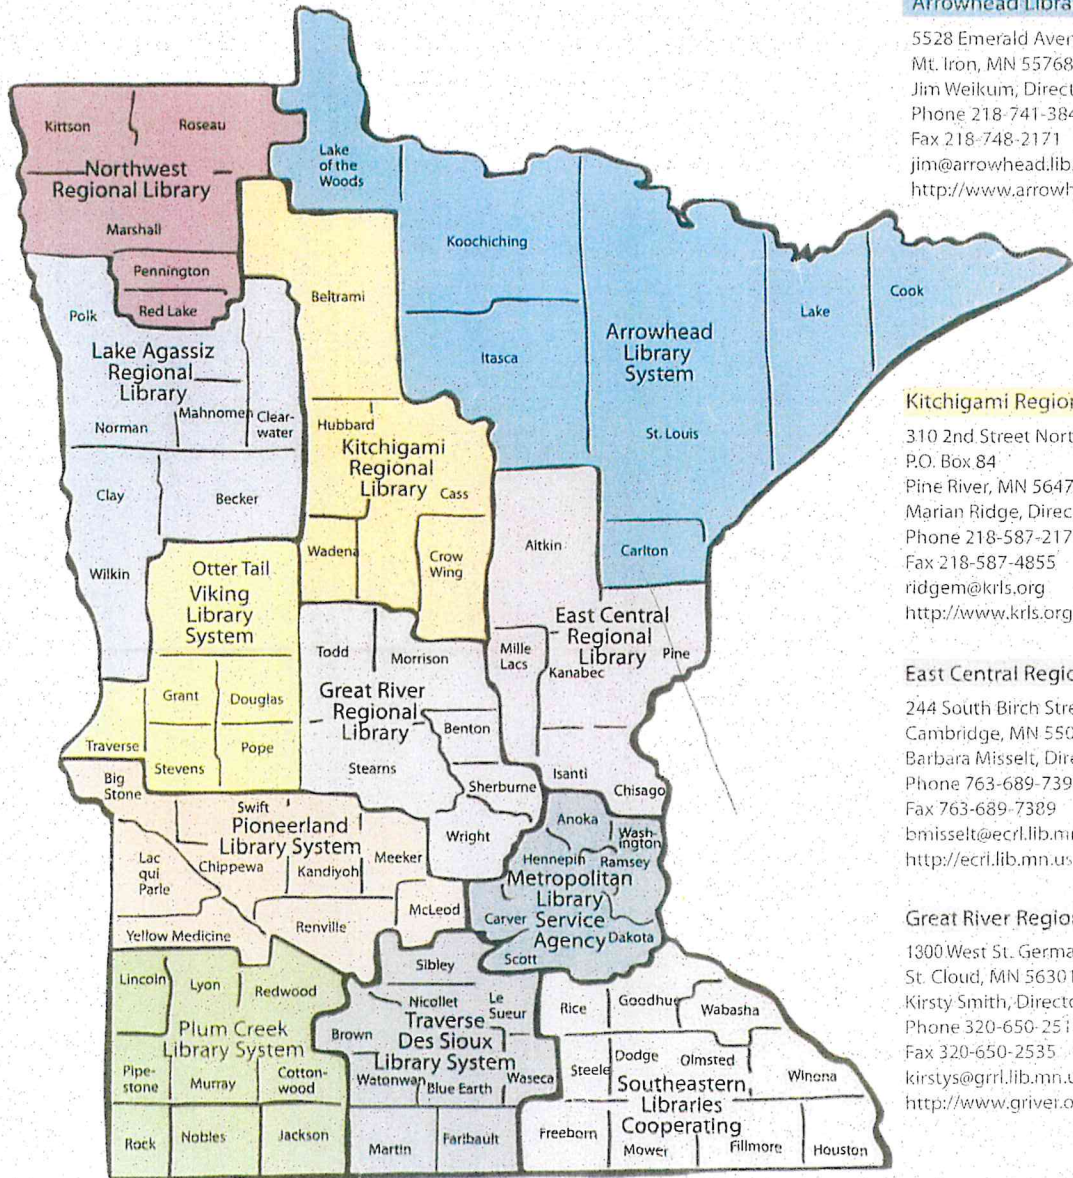 Kittson
Roseau
Northwest
Regional Library
Marshall
Pennington
Red Lake
Lake
of the
Woods
Koochiching
Itasca
Arrowhead
Library
System
St. Louis
Lake
Cook
Carlton
Polk
Lake Agassiz
Regional
Library
Norman
Mahnomen
Clear-
water
Clay
Becker
Wilkin
Beltrami
Hubbard
Kitchigami
Regional
Library
Cass
Wadena
Crow
Wing
Otter Tail
Viking
Library
System
Grant
Douglas
Traverse
Stevens
Pope
Aitkin
East Central
Regional
Library
Pine
Mille
Lacs
Kanabec
Isanti
Chisago
Todd
Morrison
Great River
Regional
Library
Benton
Stearns
Sherburne
Wright
Big
Stone
Swift
Pioneerland
Library System
Lac
qui
Parle
Chippewa
Kandiyohi
Meeker
McLeod
Renville
Yellow Medicine
Anoka
Wash-
ington
Hennepin
Ramsey
Metropolitan
Library
Service
Agency
Carver
Dakota
Scott
Lincoln
Lyon
Redwood
Plum Creek
Library System
Pipe-
stone
Murray
Cotton-
wood
Rock
Nobles
Jackson
Sibley
Nicollet
Le
Sueur
Brown
Traverse
Des Sioux
Library System
Watonwan
Blue Earth
Waseca
Martin
Faribault
Rice
Goodhue
Wabasha
Steele
Dodge
Olmsted
Winona
Southeastern
Libraries
Cooperating
Freeborn
Mower
Fillmore
Houston
Arrowhead Libra
5528 Emerald Aven
Mt. Iron, MN 55768
Jim Weikum, Direct
Phone 218-741-384
Fax 218-748-2171
jim@arrowhead.lib.
http://www.arrowh
Kitchigami Region
310 2nd Street Nort
P.O. Box 84
Pine River, MN 5647
Marian Ridge, Direc
Phone 218-587-217
Fax 218-587-4855
ridgem@krls.org
http://www.krls.org
East Central Regio
244 South Birch Stre
Cambridge, MN 550
Barbara Misselt, Dire
Phone 763-689-739
Fax 763-689-7389
bmisselt@ecrl.lib.mn
http://ecrl.lib.mn.us
Great River Region
1300 West St. Germa
St. Cloud, MN 56301
Kirsty Smith, Directo
Phone 320-650-251
Fax 320-650-2535
kirstys@grrl.lib.mn.u
http://www.griver.o